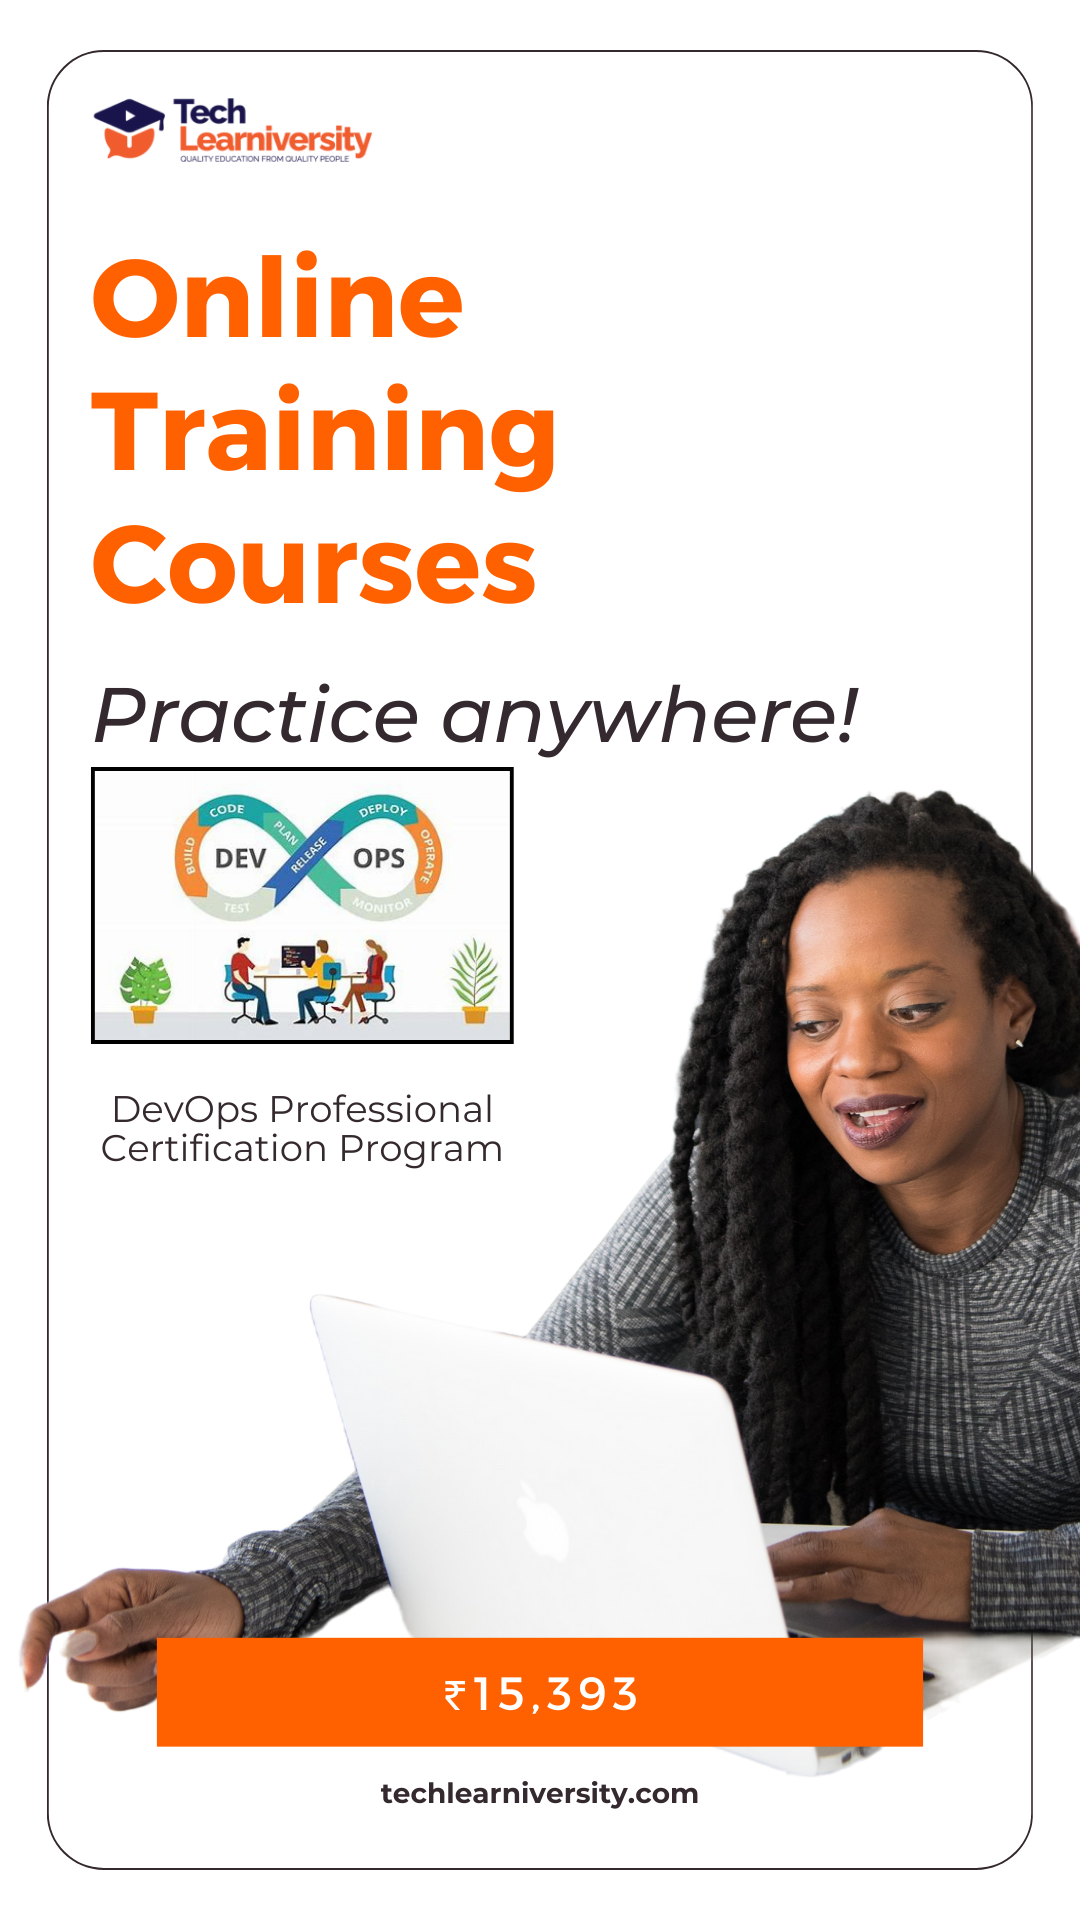 Tech
Learniversity
QUALITY EDUCATION FROM QUALITY PEOPLE
Online
Training
Courses
Practice anywhere!
CODE
DEPLOY
PLAN
BUILD
DEV
RELEASE
OPS
OPERATE
TEST
MONITOR
DevOps Professional
Certification Program
₹15,393
techlearniversity.com